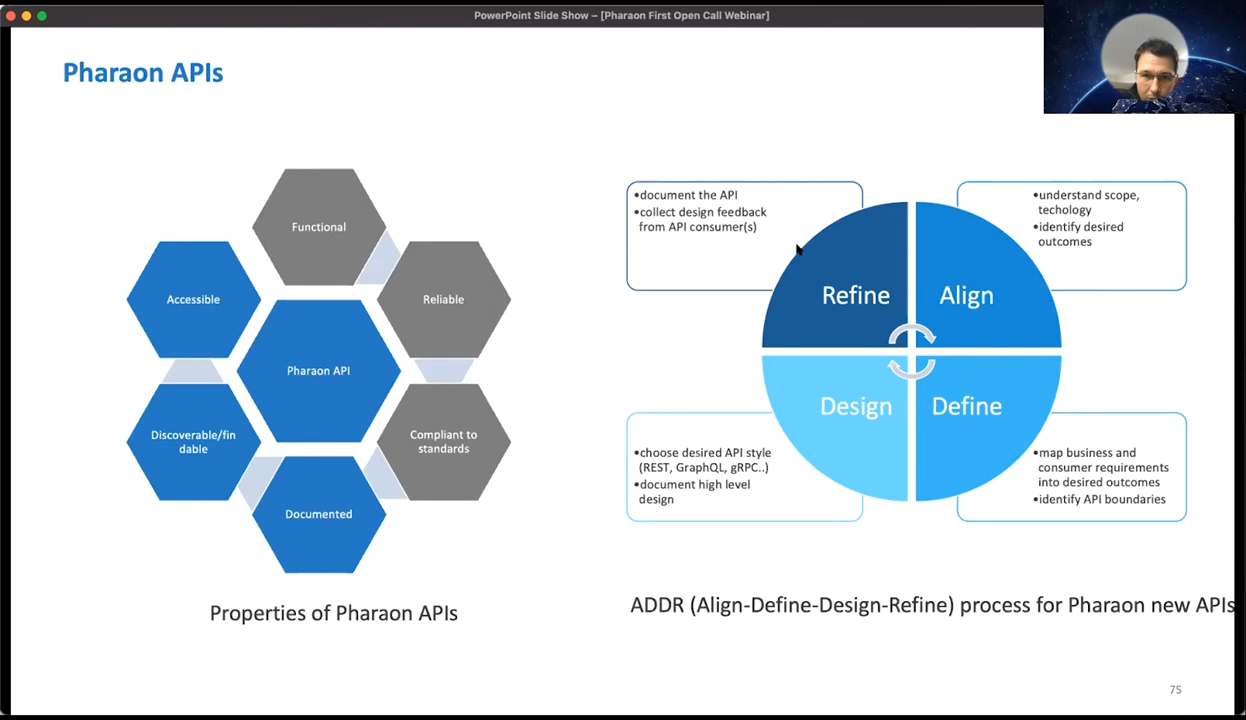 PowerPoint Slide Show – [Pharaon First Open Call Webinar]
Pharaon APIs
Functional
Accessible
Reliable
Pharaon API
Discoverable/fin
dable
Compliant to
standards
Documented
Properties of Pharaon APIs
•document the API
•collect design feedback
from API consumer(s)
•understand scope,
techology
•identify desired
outcomes
Refine
Align
Design
Define
•choose desired API style
(REST, GraphQL, gRPC..)
•document high level
design
•map business and
consumer requirements
into desired outcomes
•identify API boundaries
ADDR (Align-Define-Design-Refine) process for Pharaon new APIs
75